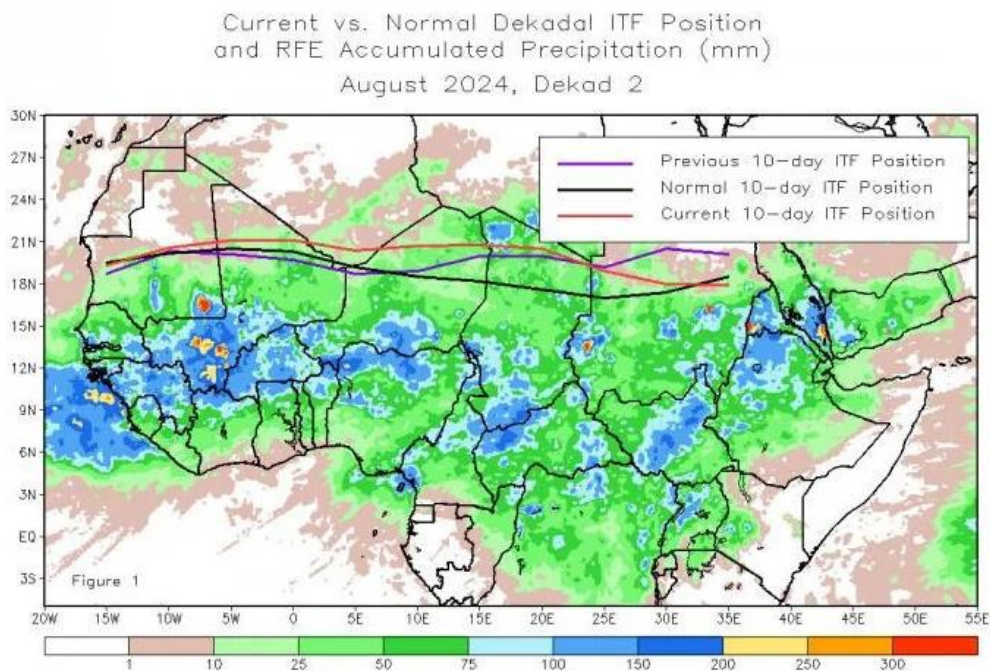 Current vs. Normal Dekadal ITF Position
and RFE Accumulated Precipitation (mm)
August 2024, Dekad 2
30N
27N
24N
21N
18N
15N
12N
9N
6N
3N
EQ
3S
Previous 10-day ITF Position
Normal 10-day ITF Position
Current 10-day ITF Position
Figure 1
20W 15W 10W 5W 0 5E 10E 15E 20E 25E 30E 35E 40E 45E 50E 55E
1 10 25 50 75 100 150 200 250 300